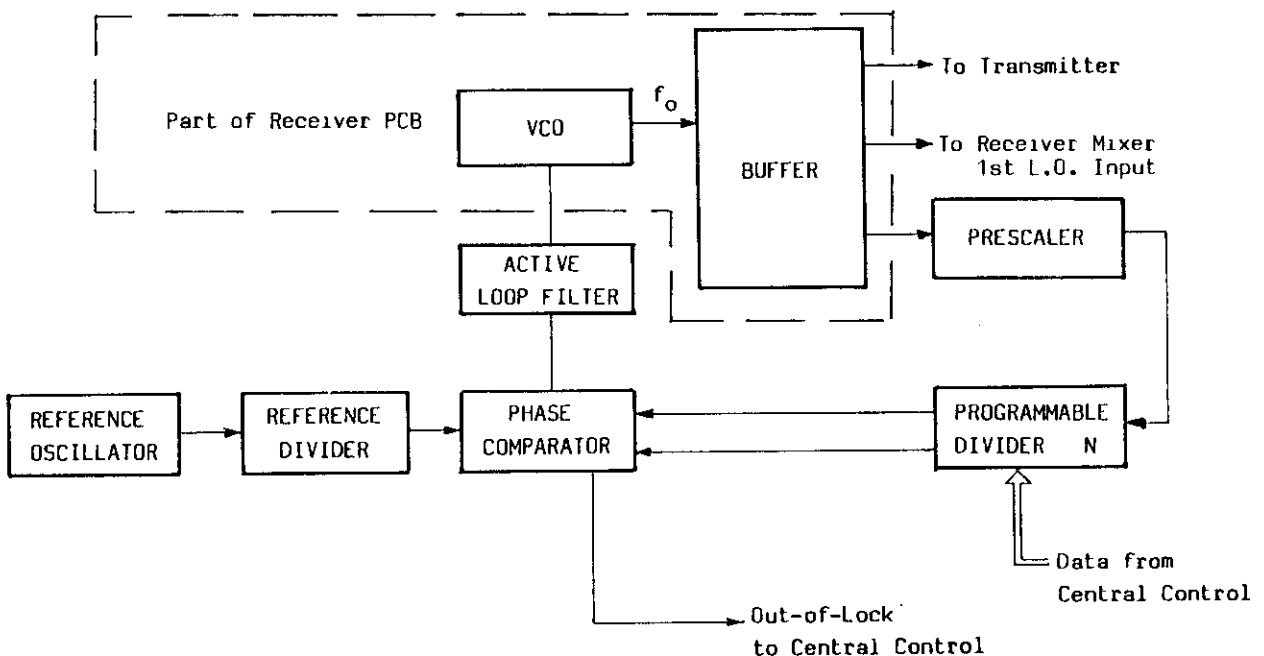 To Transmitter
f₀
Part of Receiver PCB
VCO
To Receiver Mixer
1st L.O. Input
BUFFER
PRESCALER
ACTIVE
LOOP FILTER
REFERENCE
OSCILLATOR
REFERENCE
DIVIDER
PHASE
COMPARATOR
PROGRAMMABLE
DIVIDER N
Data from
Central Control
Out-of-Lock
to Central Control